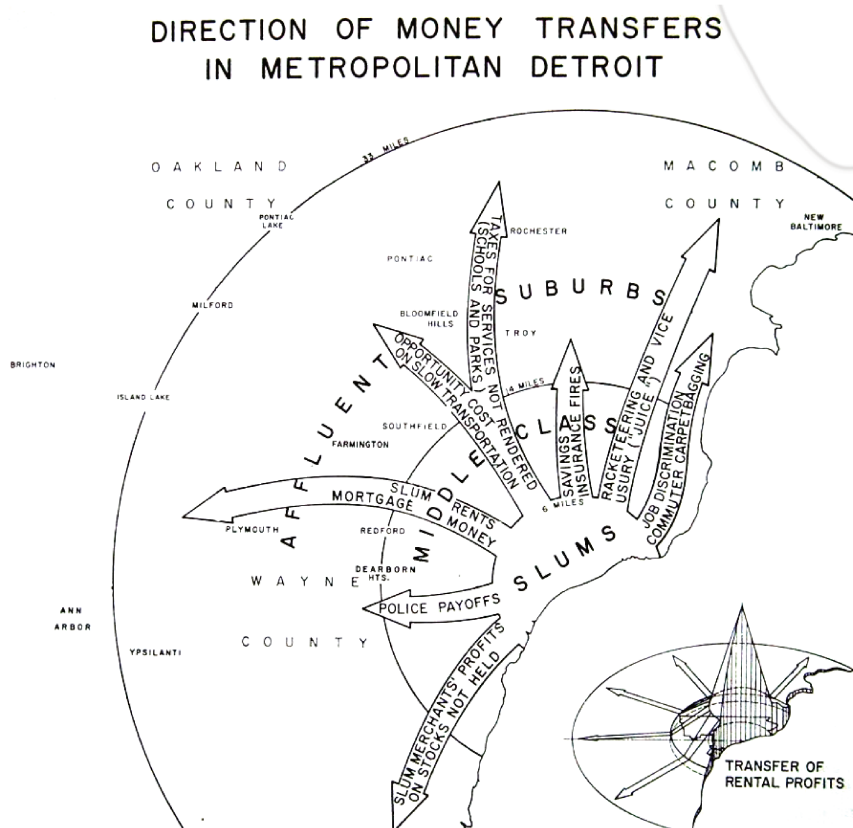 DIRECTION OF MONEY TRANSFERS
IN METROPOLITAN DETROIT
33 MILES
OAKLAND
COUNTY
MACOMB
COUNTY
PONTIAC
LAKE
NEW
BALTIMORE
ROCHESTER
PONTIAC
TAXES FOR SERVICES NOT RENDERED
(SCHOOLS AND PARKS)
SUBURBS
MILFORD
BLOOMFIELD
HILLS
TROY
OPPORTUNITY COST
ON SLOW TRANSPORTATION
BRIGHTON
ISLAND LAKE
14 MILES
AFFLUENT
SOUTHFIELD
FARMINGTON
MIDDLE CLASS
SAVINGS
INSURANCE FIRES
RACKETEERING AND VICE
USURY ("JUICE")
JOB DISCRIMINATION
COMMUTER CARPETBAGGING
SLUM RENTS
MORTGAGE MONEY
6 MILES
PLYMOUTH
REDFORD
SLUMS
DEARBORN
HTS.
WAYNE
COUNTY
POLICE PAYOFFS
ANN
ARBOR
YPSILANTI
SLUM MERCHANTS' PROFITS
ON STOCKS NOT HELD
TRANSFER OF
RENTAL PROFITS